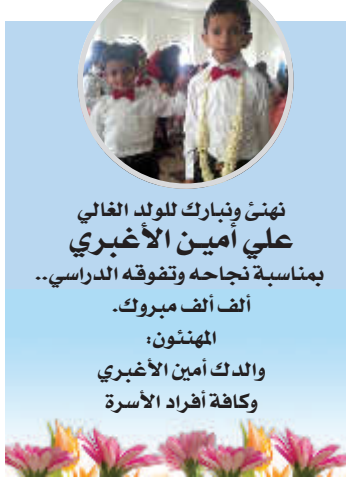 نهنئ ونبارك للولد الغالي
علي أمين الأغبري
بمناسبة نجاحه وتفوقه الدراسي..
ألف ألف مبروك.
المهنئون:
والدك أمين الأغبري
وكافة أفراد الأسرة